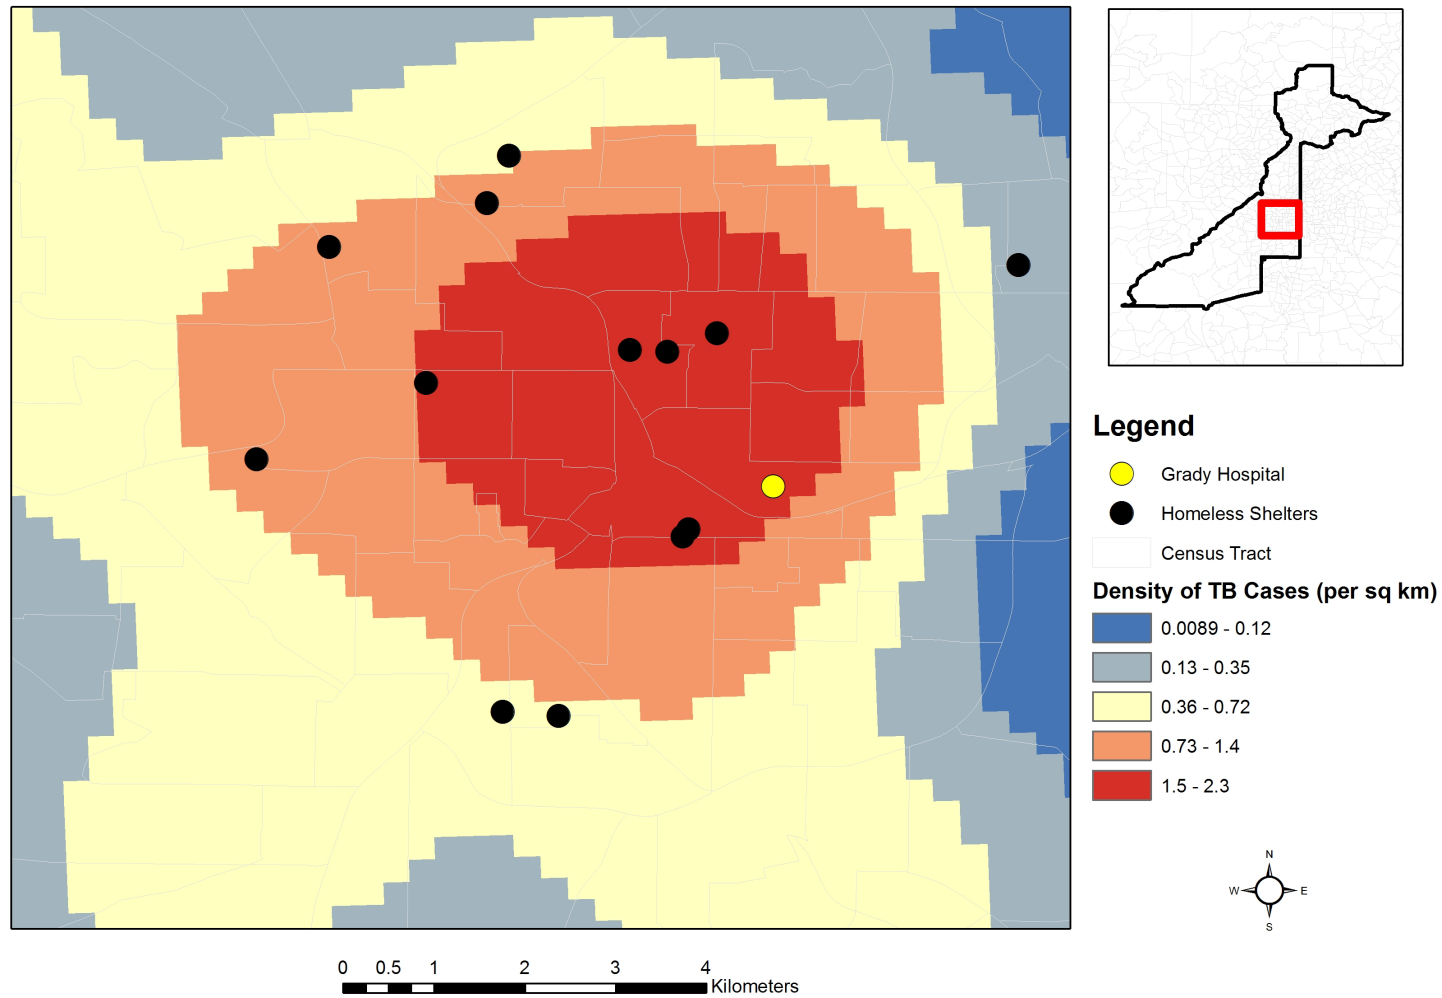 Legend
Grady Hospital
Homeless Shelters
Census Tract
Density of TB Cases (per sq km)
0.0089 - 0.12
0.13 - 0.35
0.36 - 0.72
0.73 - 1.4
1.5 - 2.3
N
W E
S
0 0.5 1 2 3 4
Kilometers